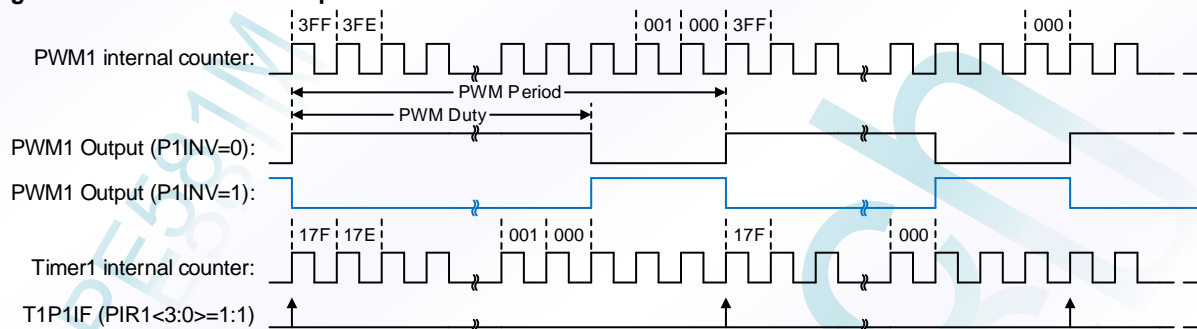 3FF 3FE 001 000 3FF 000
PWM1 internal counter:
PWM Period
PWM Duty
PWM1 Output (P1INV=0):
PWM1 Output (P1INV=1):
17F 17E 001 000 17F 000
Timer1 internal counter:
T1P1IF (PIR1<3:0>=1:1)